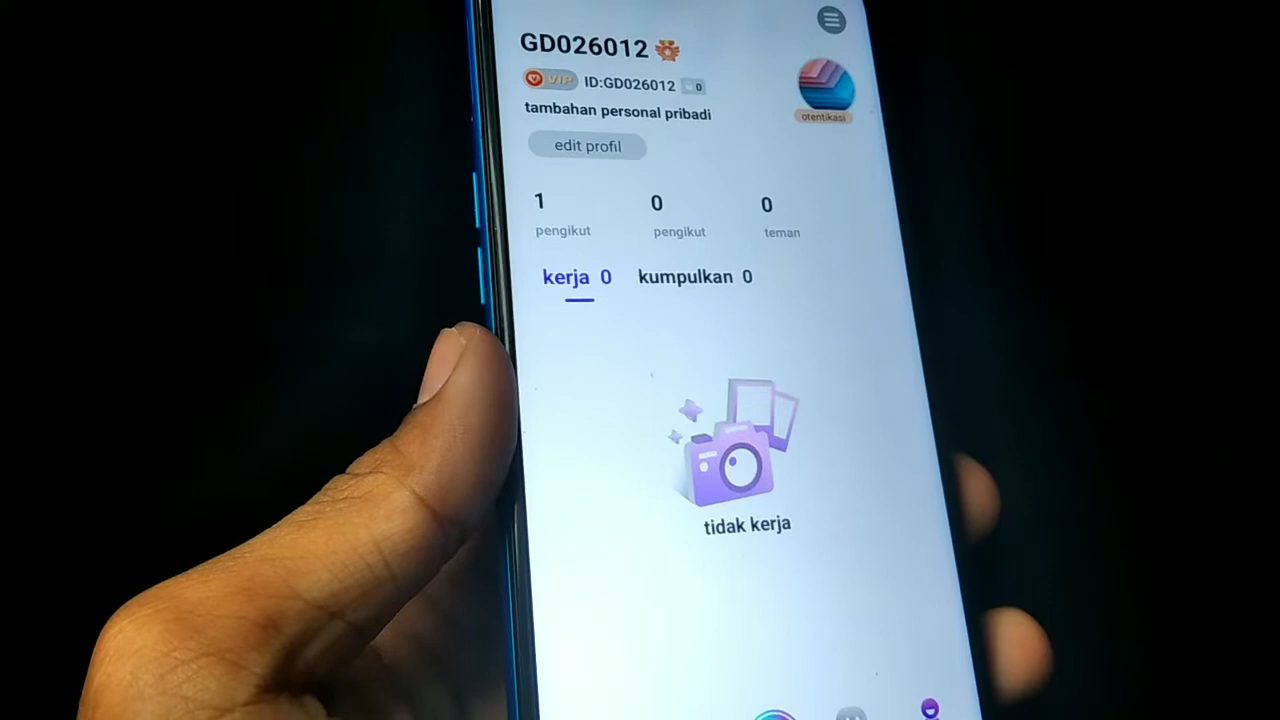 GD026012
VIP ID:GD026012 0
tambahan personal pribadi
otentikasi
edit profil
1 0 0
pengikut pengikut teman
kerja 0 kumpulkan 0
tidak kerja